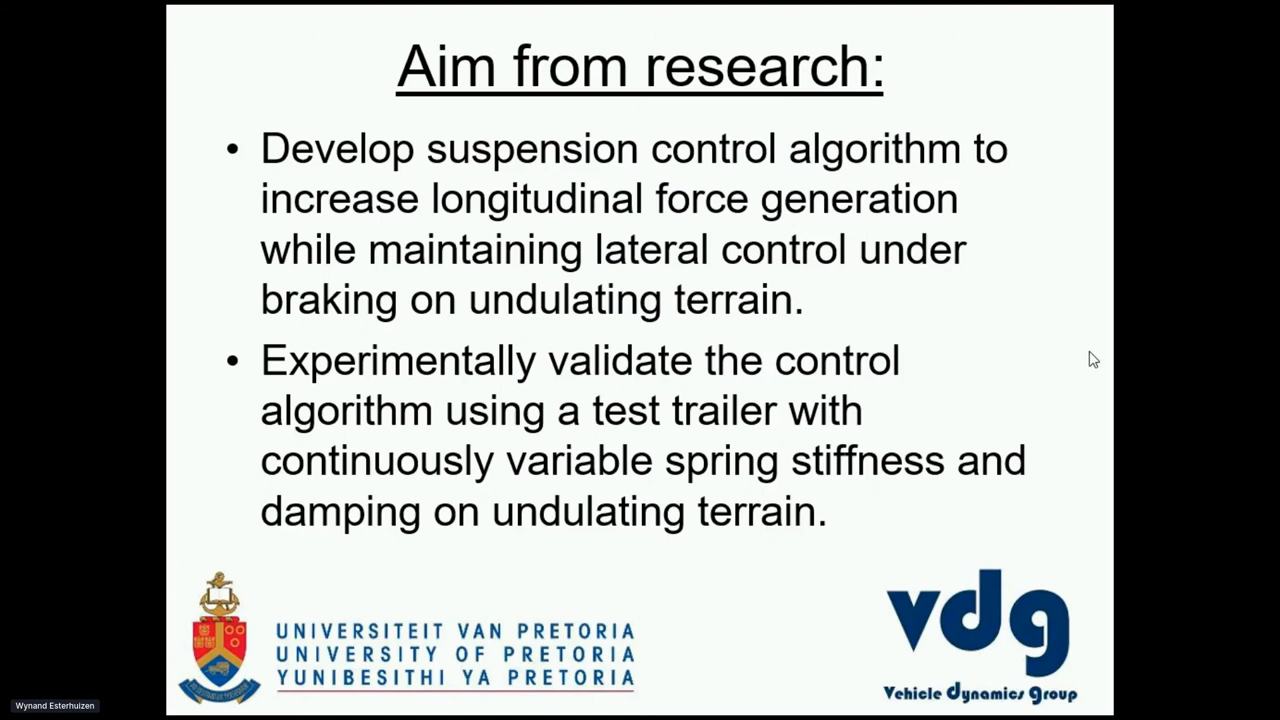 Aim from research:
• Develop suspension control algorithm to
increase longitudinal force generation
while maintaining lateral control under
braking on undulating terrain.
• Experimentally validate the control
algorithm using a test trailer with
continuously variable spring stiffness and
damping on undulating terrain.
UNIVERSITEIT VAN PRETORIA
UNIVERSITY OF PRETORIA
YUNIBESITHI YA PRETORIA
vdg
Vehicle Dynamics Group
Wynand Esterhuizen